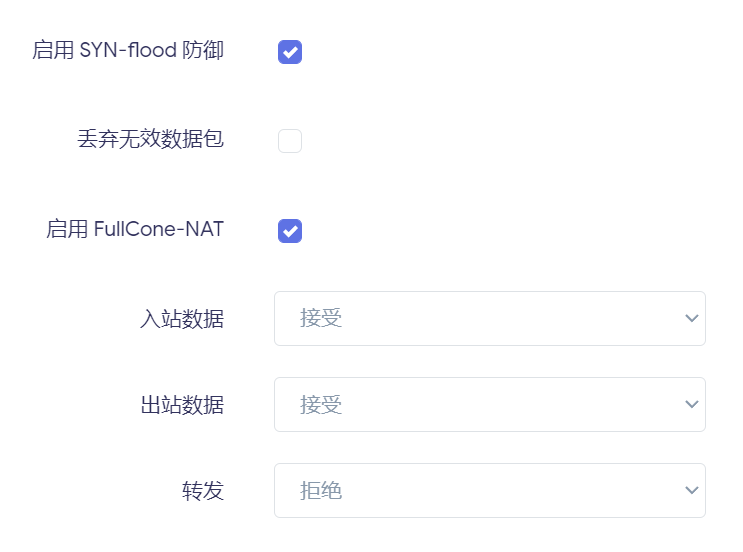 启用 SYN-flood 防御
丢弃无效数据包
启用 FullCone-NAT
入站数据
接受
出站数据
接受
转发
拒绝